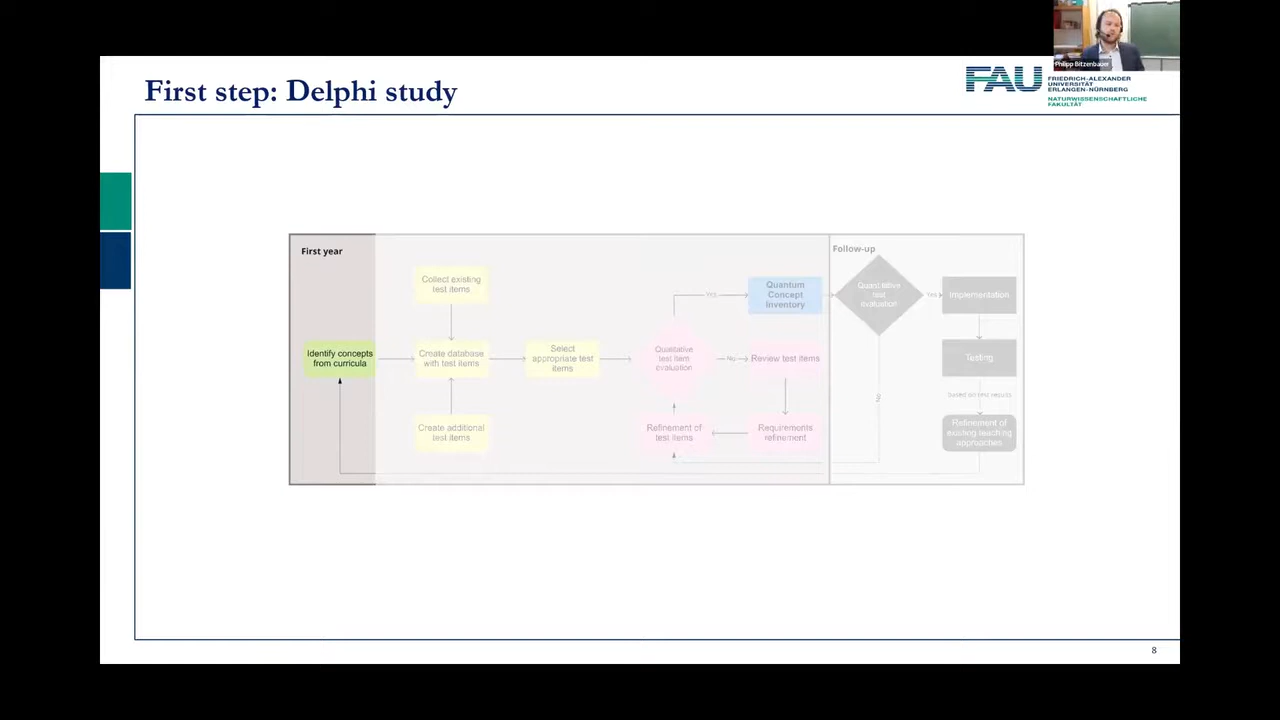 Philipp Bitzenbauer
First step: Delphi study
FAU
FRIEDRICH-ALEXANDER
UNIVERSITÄT
ERLANGEN-NÜRNBERG
NATURWISSENSCHAFTLICHE
FAKULTÄT
First year
Follow-up
Collect existing
test items
Identify concepts
from curricula
Create database
with test items
Create additional
test items
Select
appropriate test
items
Qualitative
test item
evaluation
Yes
No
Quantum
Concept
Inventory
Review test items
Refinement of
test items
Requirements
refinement
Quantitative
test
evaluation
Yes
No
Implementation
Testing
based on test results
Refinement of
existing teaching
approaches
8